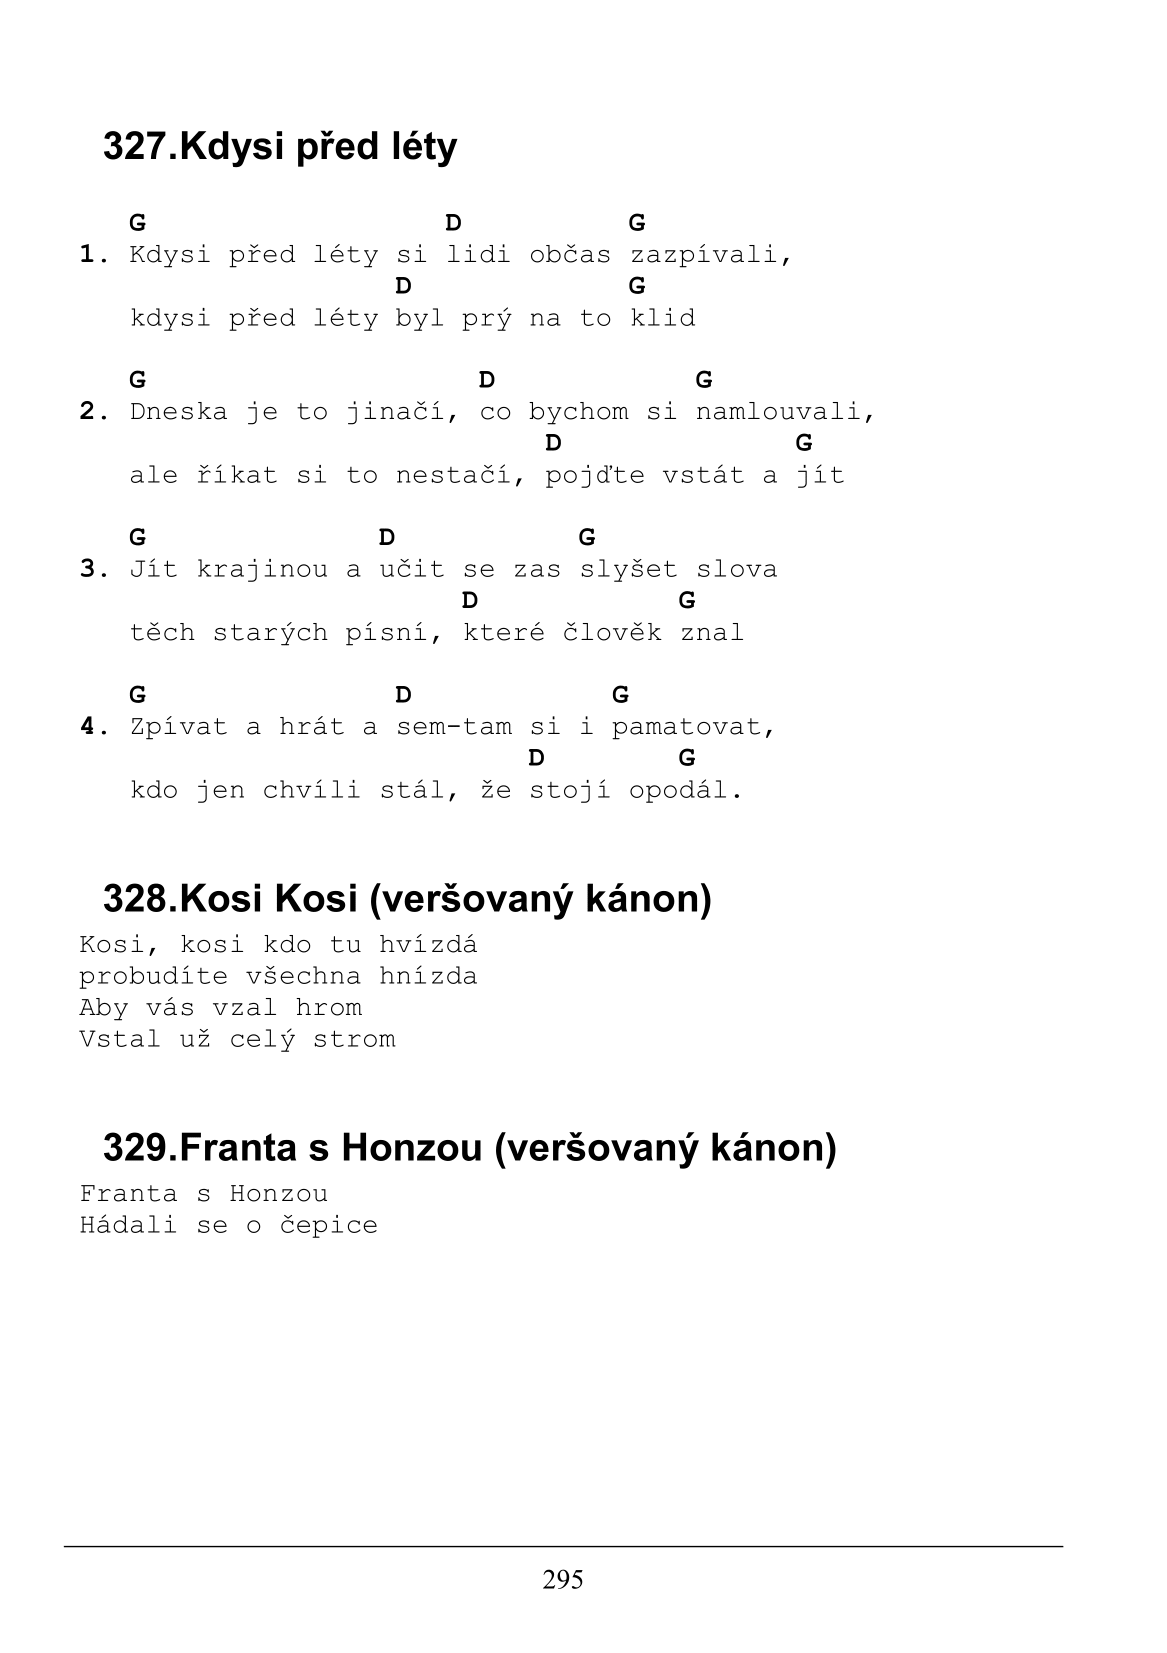 327.Kdysi před léty
G D G
1. Kdysi před léty si lidi občas zazpívali,
D G
kdysi před léty byl prý na to klid
G D G
2. Dneska je to jinačí, co bychom si namlouvali,
D G
ale říkat si to nestačí, pojďte vstát a jít
G D G
3. Jít krajinou a učit se zas slyšet slova
D G
těch starých písní, které člověk znal
G D G
4. Zpívat a hrát a sem-tam si i pamatovat,
D G
kdo jen chvíli stál, že stojí opodál.
328.Kosi Kosi (veršovaný kánon)
Kosi, kosi kdo tu hvízdá
probudíte všechna hnízda
Aby vás vzal hrom
Vstal už celý strom
329.Franta s Honzou (veršovaný kánon)
Franta s Honzou
Hádali se o čepice
295